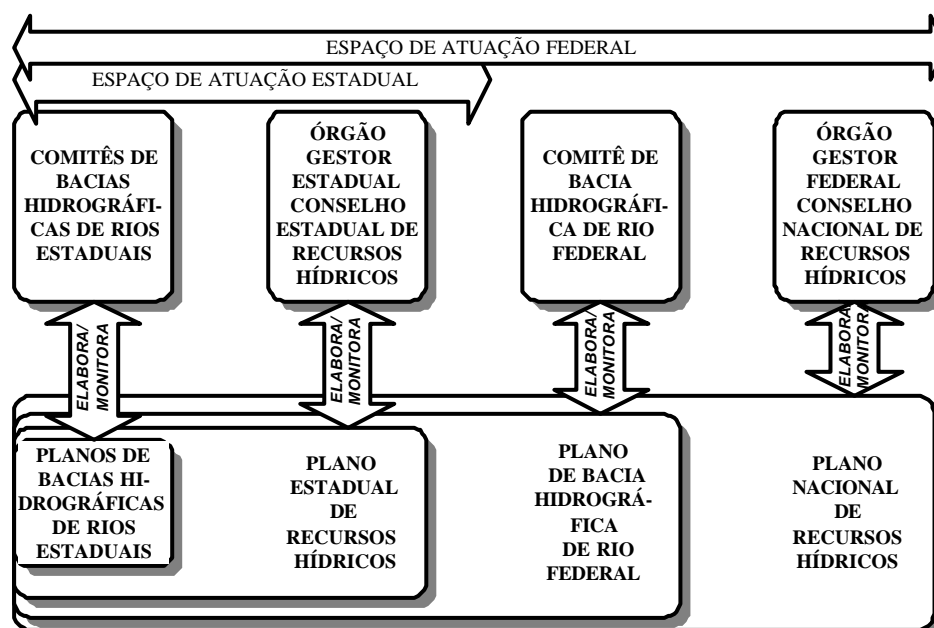 ESPAÇO DE ATUAÇÃO FEDERAL
ESPAÇO DE ATUAÇÃO ESTADUAL
COMITÊS DE
BACIAS
HIDROGRÁFI-
CAS DE RIOS
ESTADUAIS
ÓRGÃO
GESTOR
ESTADUAL
CONSELHO
ESTADUAL DE
RECURSOS
HÍDRICOS
COMITÊ DE
BACIA
HIDROGRÁFI-
CA DE RIO
FEDERAL
ÓRGÃO
GESTOR
FEDERAL
CONSELHO
NACIONAL DE
RECURSOS
HÍDRICOS
ELABORA/
MONITORA
ELABORA/
MONITORA
ELABORA/
MONITORA
ELABORA/
MONITORA
PLANOS DE
BACIAS HI-
DROGRÁFICAS
DE RIOS
ESTADUAIS
PLANO
ESTADUAL
DE
RECURSOS
HÍDRICOS
PLANO
DE BACIA
HIDROGRÁ-
FICA
DE RIO
FEDERAL
PLANO
NACIONAL
DE
RECURSOS
HÍDRICOS